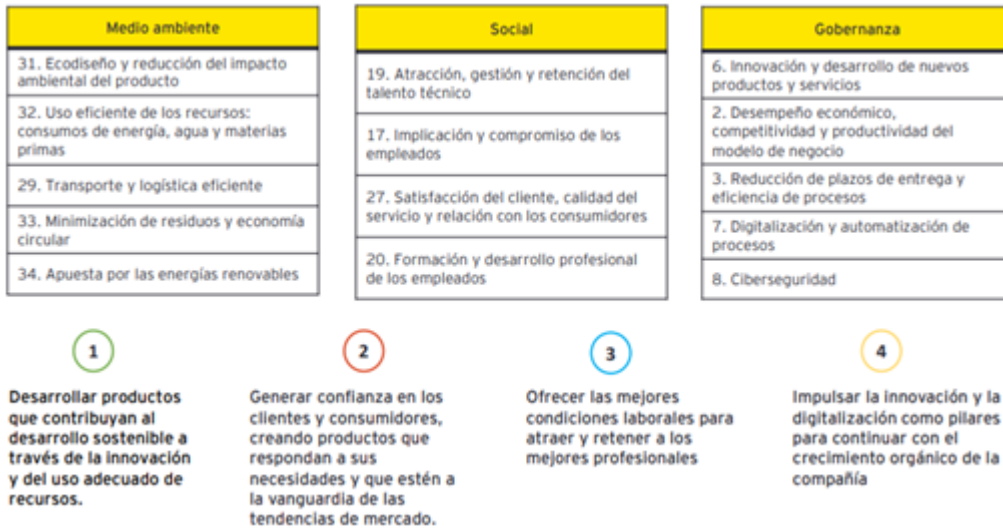 Medio ambiente
31. Ecodiseño y reducción del impacto
ambiental del producto
32. Uso eficiente de los recursos:
consumos de energía, agua y materias
primas
29. Transporte y logística eficiente
33. Minimización de residuos y economía
circular
34. Apuesta por las energías renovables
Social
19. Atracción, gestión y retención del
talento técnico
17. Implicación y compromiso de los
empleados
27. Satisfacción del cliente, calidad del
servicio y relación con los consumidores
20. Formación y desarrollo profesional
de los empleados
Gobernanza
6. Innovación y desarrollo de nuevos
productos y servicios
2. Desempeño económico,
competitividad y productividad del
modelo de negocio
3. Reducción de plazos de entrega y
eficiencia de procesos
7. Digitalización y automatización de
procesos
8. Ciberseguridad
1
Desarrollar productos
que contribuyan al
desarrollo sostenible a
través de la innovación
y del uso adecuado de
recursos.
2
Generar confianza en los
clientes y consumidores,
creando productos que
respondan a sus
necesidades y que estén a
la vanguardia de las
tendencias de mercado.
3
Ofrecer las mejores
condiciones laborales para
atraer y retener a los
mejores profesionales
4
Impulsar la innovación y la
digitalización como pilares
para continuar con el
crecimiento orgánico de la
compañía